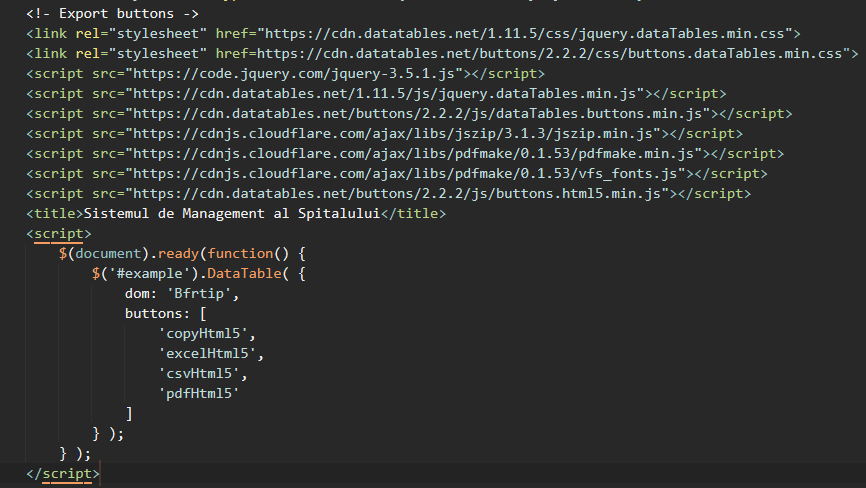 <!- Export buttons ->
<link rel="stylesheet" href="https://cdn.datatables.net/1.11.5/css/jquery.dataTables.min.css">
<link rel="stylesheet" href=https://cdn.datatables.net/buttons/2.2.2/css/buttons.dataTables.min.css">
<script src="https://code.jquery.com/jquery-3.5.1.js"></script>
<script src="https://cdn.datatables.net/1.11.5/js/jquery.dataTables.min.js"></script>
<script src="https://cdn.datatables.net/buttons/2.2.2/js/dataTables.buttons.min.js"></script>
<script src="https://cdnjs.cloudflare.com/ajax/libs/jszip/3.1.3/jszip.min.js"></script>
<script src="https://cdnjs.cloudflare.com/ajax/libs/pdfmake/0.1.53/pdfmake.min.js"></script>
<script src="https://cdnjs.cloudflare.com/ajax/libs/pdfmake/0.1.53/vfs_fonts.js"></script>
<script src="https://cdn.datatables.net/buttons/2.2.2/js/buttons.html5.min.js"></script>
<title>Sistemul de Management al Spitalului</title>
<script>
    $(document).ready(function() {
        $('#example').DataTable( {
            dom: 'Bfrtip',
            buttons: [
                'copyHtml5',
                'excelHtml5',
                'csvHtml5',
                'pdfHtml5'
            ]
        } );
    } );
</script>